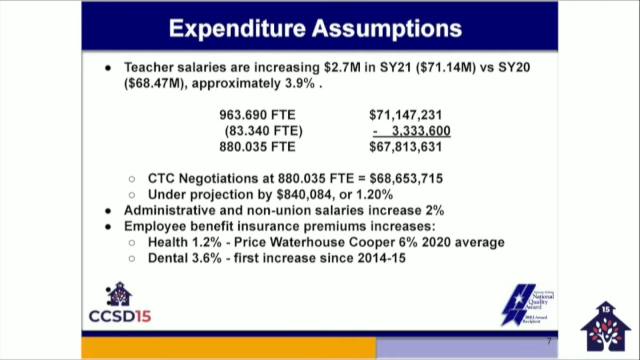 Expenditure Assumptions
● Teacher salaries are increasing $2.7M in SY21 ($71.14M) vs SY20
($68.47M), approximately 3.9% .
963.690 FTE $71,147,231
(83.340 FTE) - 3,333,600
880.035 FTE $67,813,631
○ CTC Negotiations at 880.035 FTE = $68,653,715
○ Under projection by $840,084, or 1.20%
● Administrative and non-union salaries increase 2%
● Employee benefit insurance premiums increases:
○ Health 1.2% - Price Waterhouse Cooper 6% 2020 average
○ Dental 3.6% - first increase since 2014-15
CCSD15
National
Quality
Award
Recipient
15
7